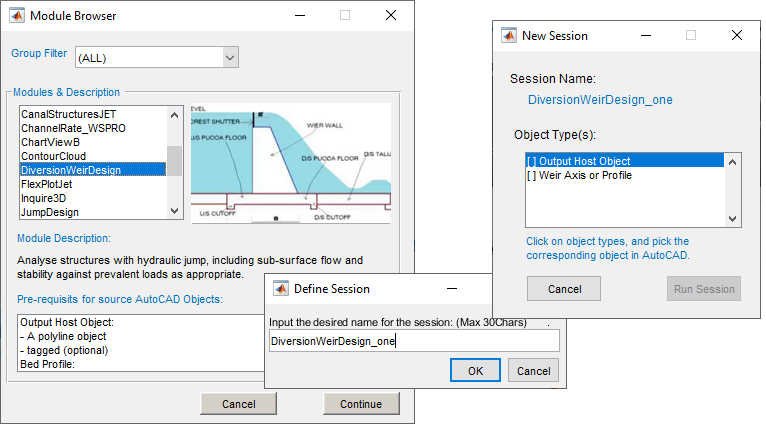 Module Browser
Group Filter
(ALL)
Modules & Description
CanalStructuresJET
ChannelRate_WSPRO
ChartViewB
ContourCloud
DiversionWeirDesign
FlexPlotJet
Inquire3D
JumpDesign
LEVEL
CREST SHUTTER
B'
WIER WALL
U/S PUCCA FLOOR
D/S PUCCA FLOOR
D/S TALU
U/S CUTOFF
B
D/S CUTOFF
Module Description:
Analyse structures with hydraulic jump, including sub-surface flow and
stability against prevalent loads as appropriate.
Pre-requisits for source AutoCAD Objects:
Output Host Object:
- A polyline object
- tagged (optional)
Bed Profile:
Cancel
Continue
Define Session
Input the desired name for the session: (Max 30Chars) .
DiversionWeirDesign_one
OK
Cancel
New Session
Session Name:
DiversionWeirDesign_one
Object Type(s):
[ ] Output Host Object
[ ] Weir Axis or Profile
Click on object types, and pick the
corresponding object in AutoCAD.
Cancel
Run Session